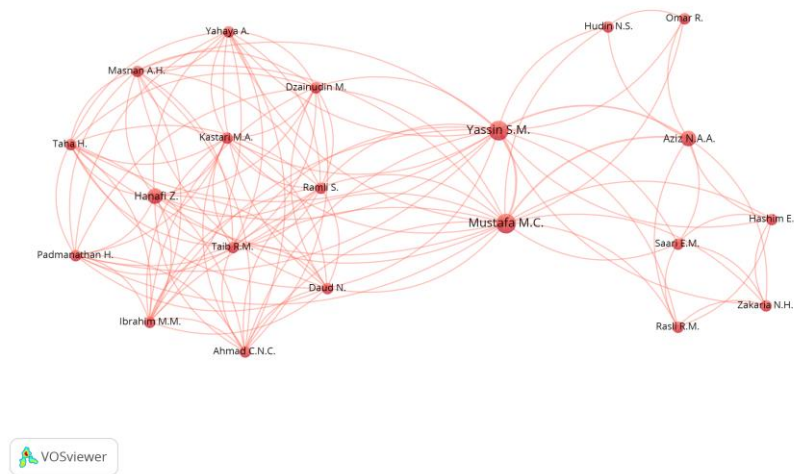 Omar R.
Hudin N.S.
Yahaya A.
Masnan A.H.
Dzainudin M.
Yassin S.M.
Kastari M.A.
Aziz N.A.A.
Taha H.
Ramli S.
Hanafi Z.
Hashim E.
Mustafa M.C.
Saari E.M.
Taib R.M.
Padmanathan H.
Daud N.
Zakaria N.H.
Ibrahim M.M.
Rasli R.M.
Ahmad C.N.C.
VOSviewer